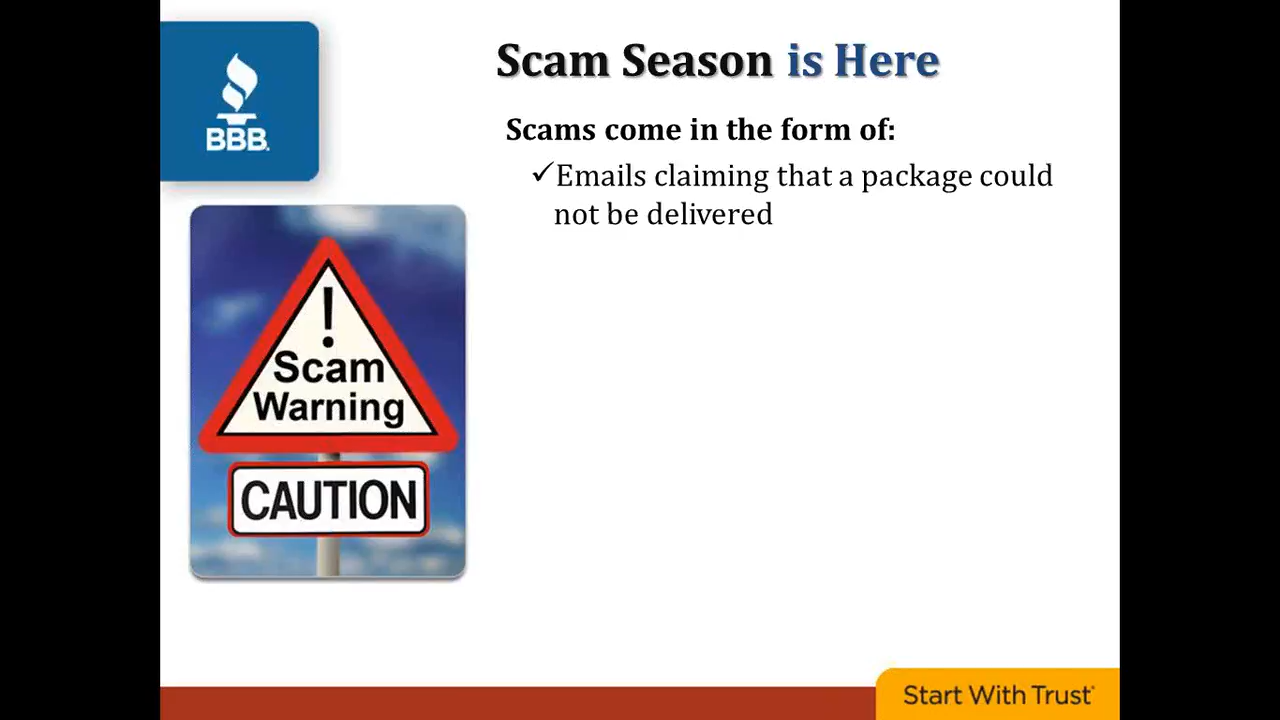 BBB.
Scam Season is Here
Scams come in the form of:
✓Emails claiming that a package could
not be delivered
!
Scam
Warning
CAUTION
Start With Trust®